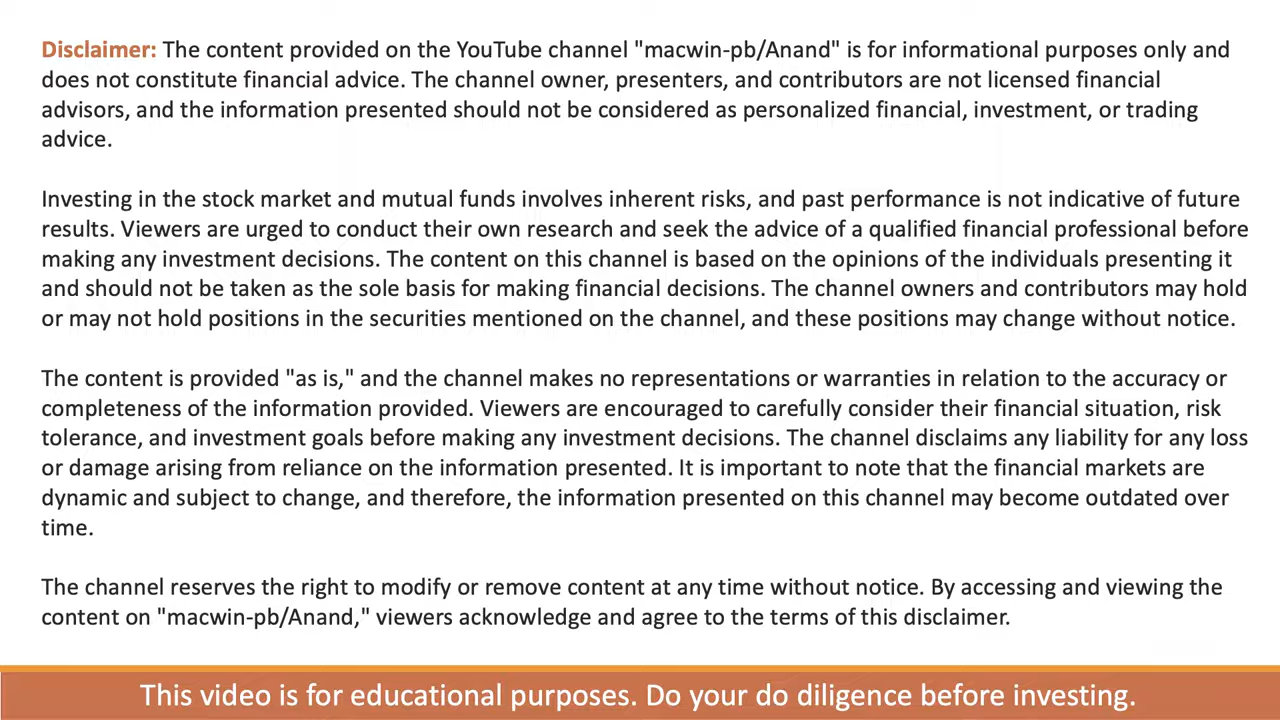 Disclaimer: The content provided on the YouTube channel "macwin-pb/Anand" is for informational purposes only and
does not constitute financial advice. The channel owner, presenters, and contributors are not licensed financial
advisors, and the information presented should not be considered as personalized financial, investment, or trading
advice.
Investing in the stock market and mutual funds involves inherent risks, and past performance is not indicative of future
results. Viewers are urged to conduct their own research and seek the advice of a qualified financial professional before
making any investment decisions. The content on this channel is based on the opinions of the individuals presenting it
and should not be taken as the sole basis for making financial decisions. The channel owners and contributors may hold
or may not hold positions in the securities mentioned on the channel, and these positions may change without notice.
The content is provided "as is," and the channel makes no representations or warranties in relation to the accuracy or
completeness of the information provided. Viewers are encouraged to carefully consider their financial situation, risk
tolerance, and investment goals before making any investment decisions. The channel disclaims any liability for any loss
or damage arising from reliance on the information presented. It is important to note that the financial markets are
dynamic and subject to change, and therefore, the information presented on this channel may become outdated over
time.
The channel reserves the right to modify or remove content at any time without notice. By accessing and viewing the
content on "macwin-pb/Anand," viewers acknowledge and agree to the terms of this disclaimer.
This video is for educational purposes. Do your do diligence before investing.